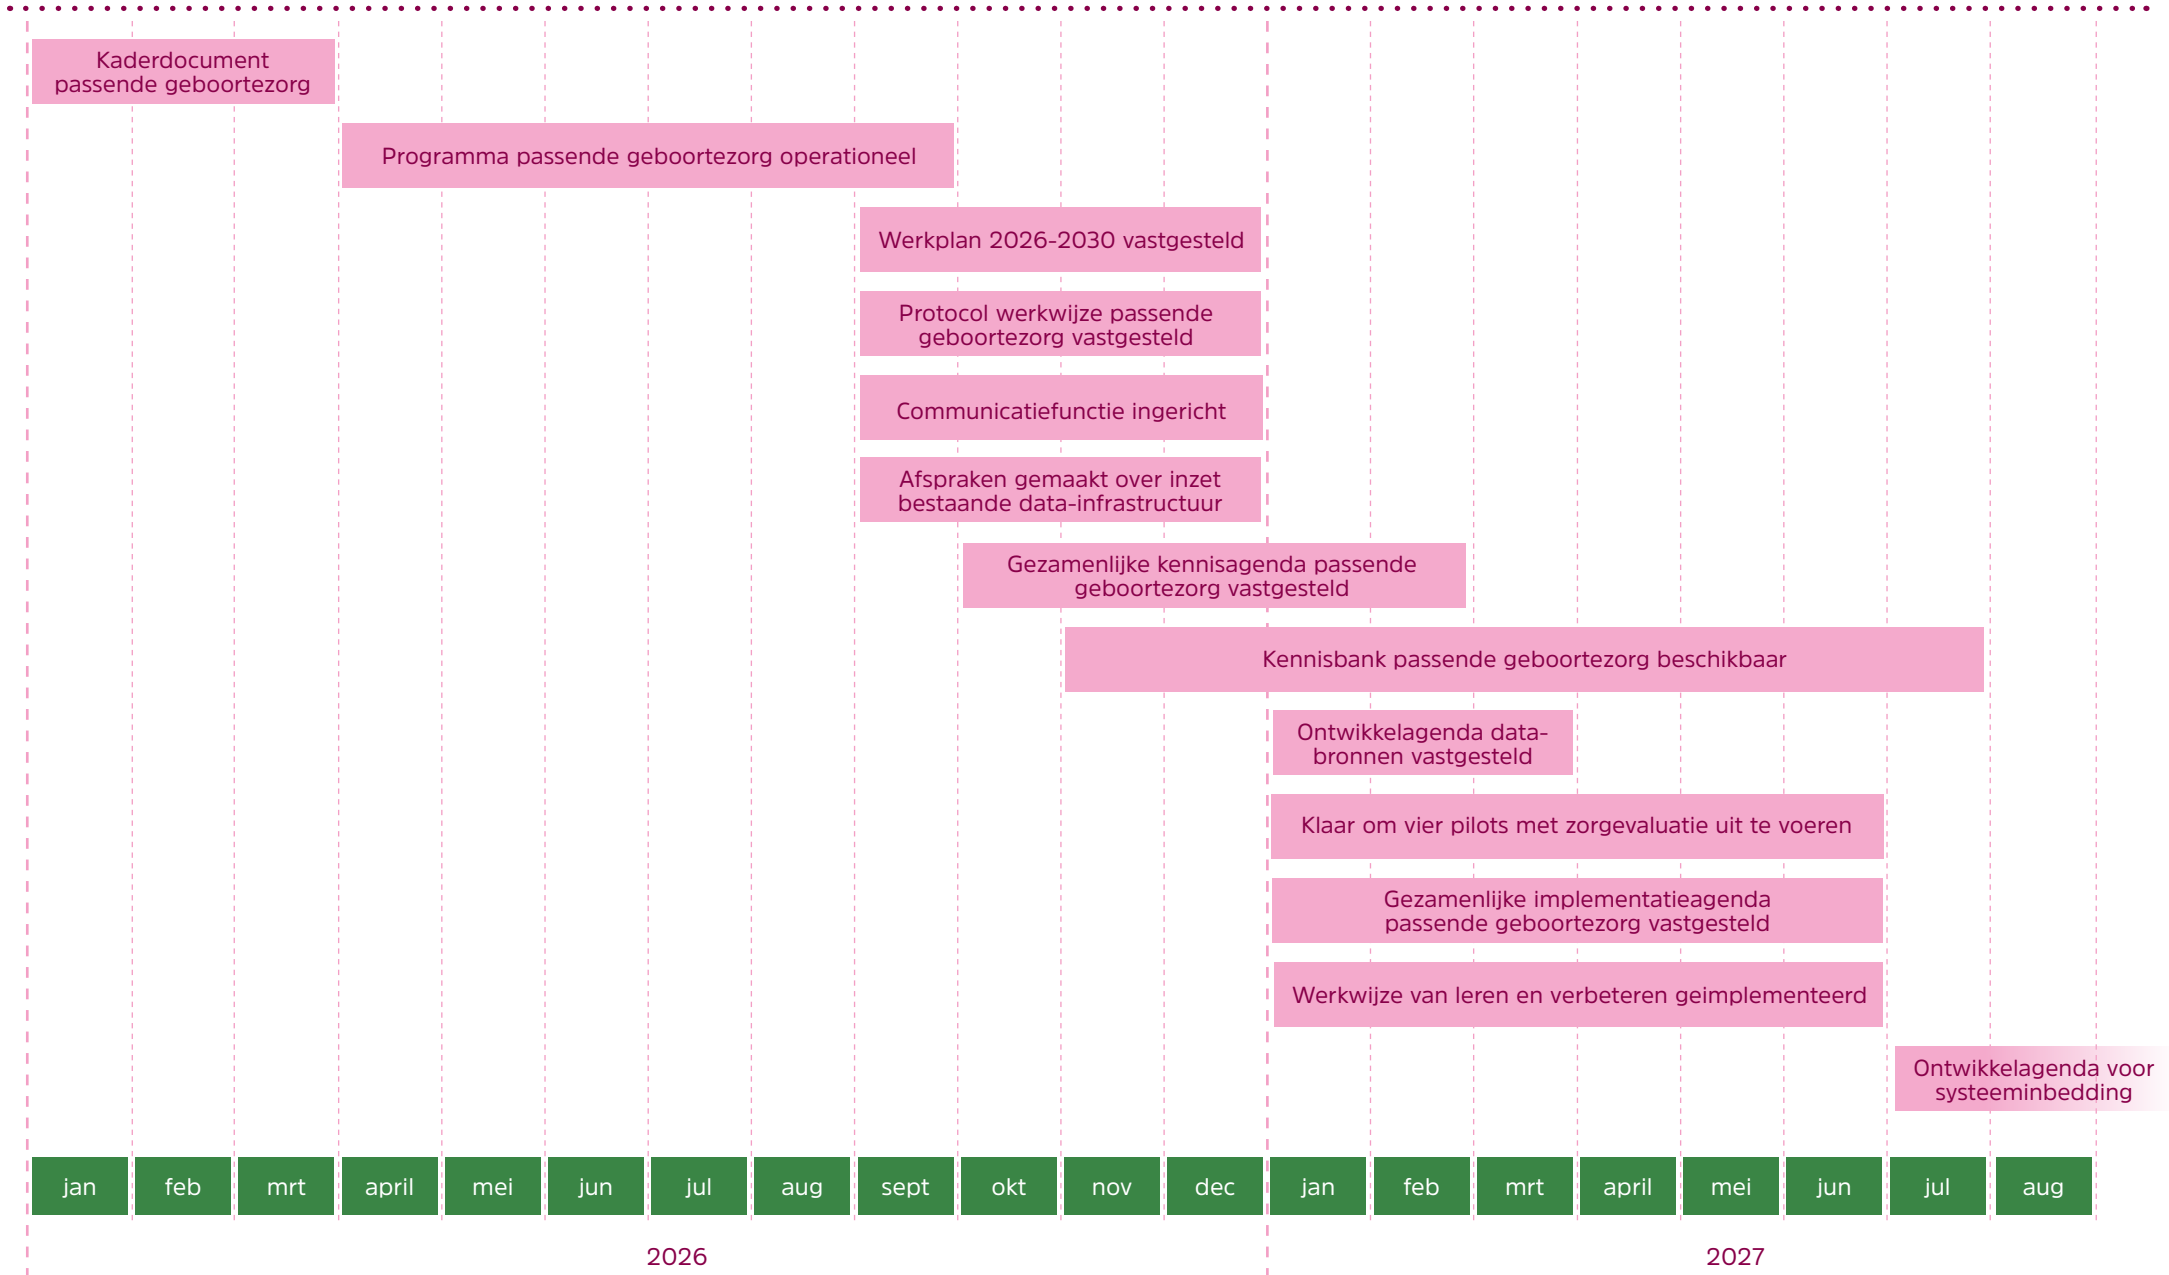 Kaderdocument
passende geboortezorg
Programma passende geboortezorg operationeel
Werkplan 2026-2030 vastgesteld
Protocol werkwijze passende
geboortezorg vastgesteld
Communicatiefunctie ingericht
Afspraken gemaakt over inzet
bestaande data-infrastructuur
Gezamenlijke kennisagenda passende
geboortezorg vastgesteld
Kennisbank passende geboortezorg beschikbaar
Ontwikkelagenda data-
bronnen vastgesteld
Klaar om vier pilots met zorgevaluatie uit te voeren
Gezamenlijke implementatieagenda
passende geboortezorg vastgesteld
Werkwijze van leren en verbeteren geimplementeerd
Ontwikkelagenda voor
systeeminbedding
jan feb mrt april mei jun jul aug sept okt nov dec jan feb mrt april mei jun jul aug
2026 2027